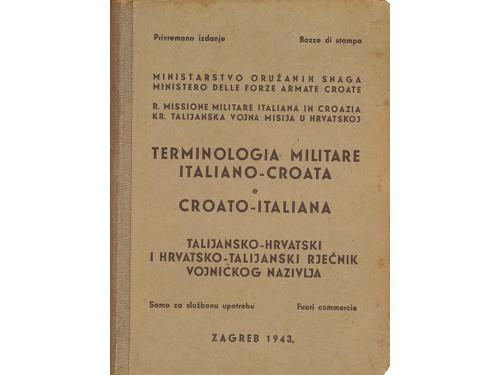 Privremeno izdanje Bozze di stampa
MINISTARSTVO ORUŽANIH SNAGA
MINISTERO DELLE FORZE ARMATE CROATE
R. MISSIONE MILITARE ITALIANA IN CROAZIA
KR. TALIJANSKA VOJNA MISIJA U HRVATSKOJ
TERMINOLOGIA MILITARE
ITALIANO-CROATA
e
CROATO-ITALIANA
TALIJANSKO-HRVATSKI
I HRVATSKO-TALIJANSKI RJEČNIK
VOJNIČKOG NAZIVLJA
Samo za službenu upotrebu Fuori commercio
ZAGREB 1943.